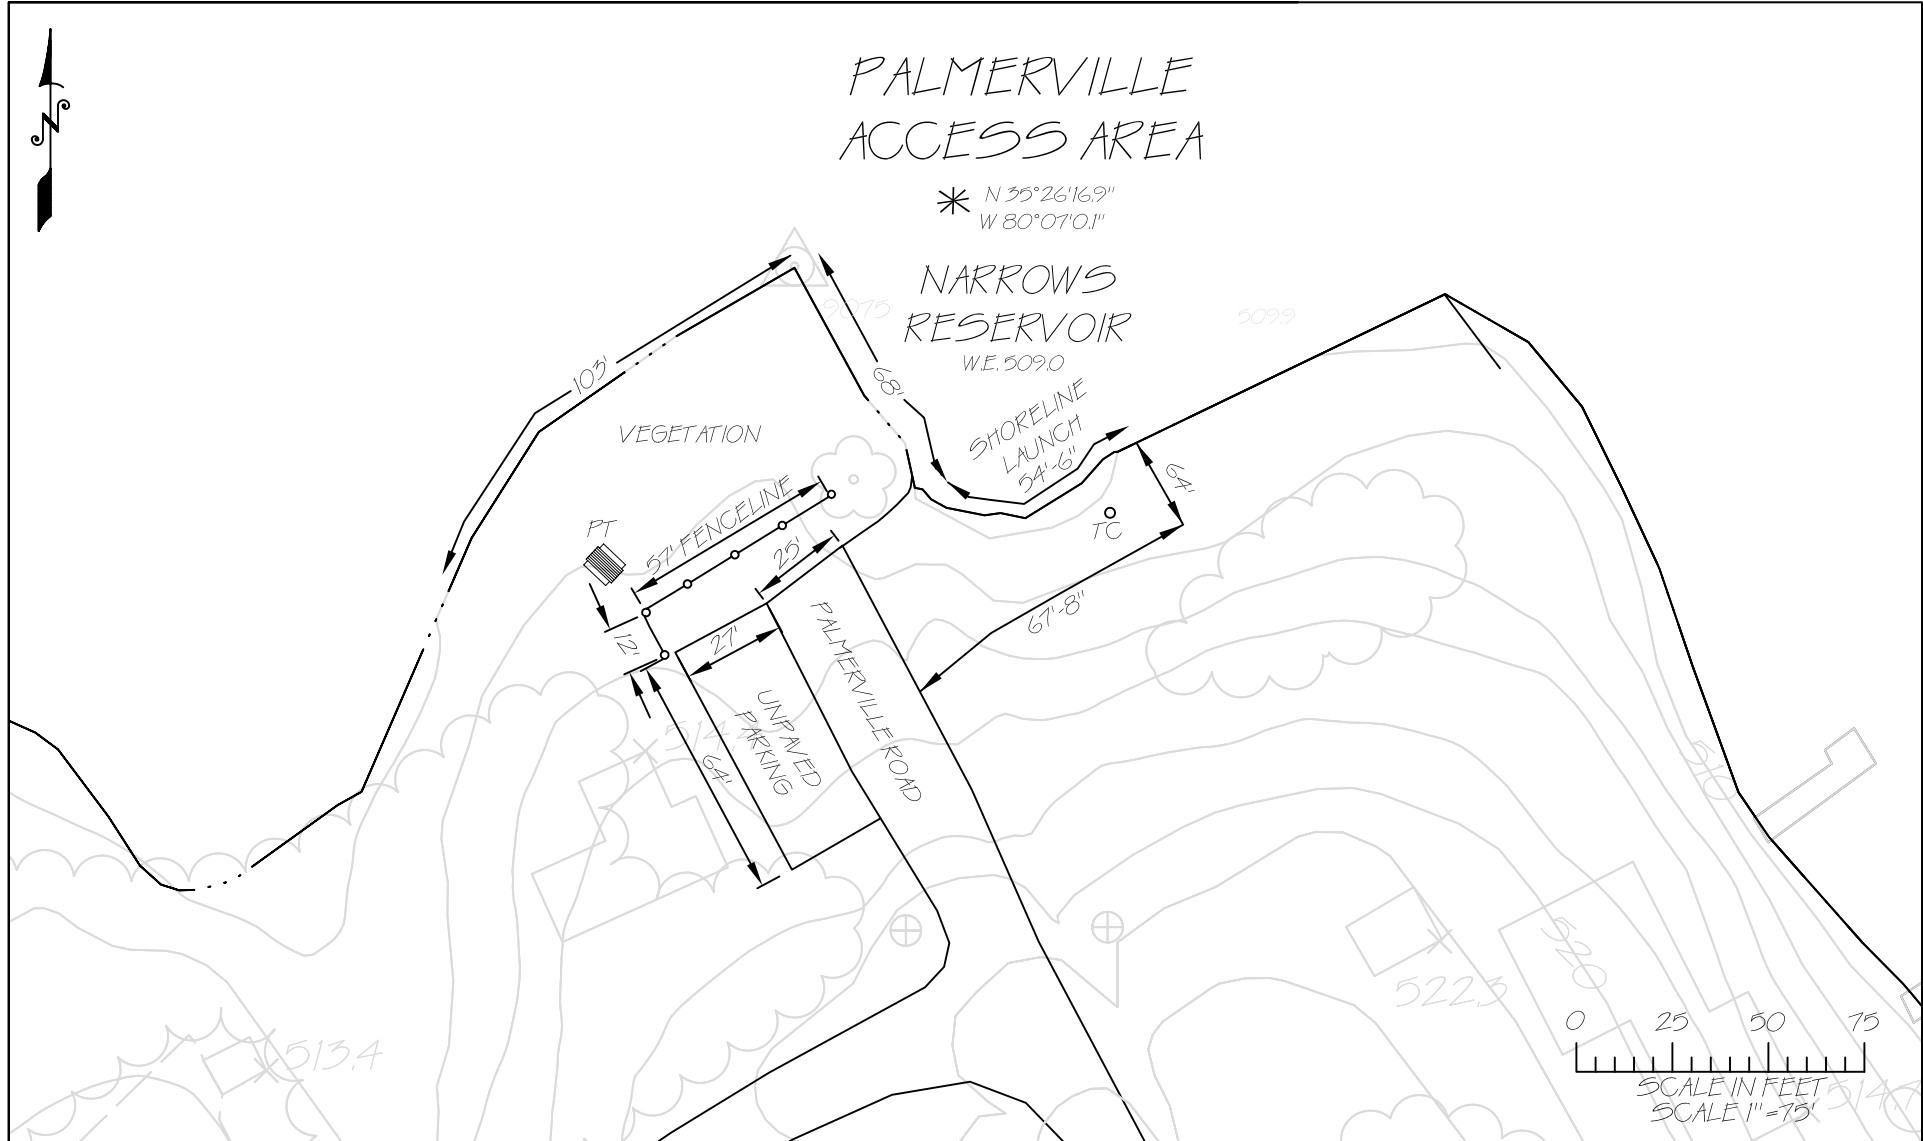 PALMERVILLE
ACCESS AREA
N 35°26'16.9"
W 80°07'0.1"
NARROWS
RESERVOIR
W.E. 509.0
9075
509.9
103'
68'
SHORELINE
LAUNCH
54'-6"
64'
VEGETATION
PT
57' FENCELINE
25'
TC
67'-8"
12'
27'
PALMERVILLE ROAD
UNPAVED
PARKING
64'
510
520
522.3
513.4
0 25 50 75
SCALE IN FEET
SCALE 1"=75'
N